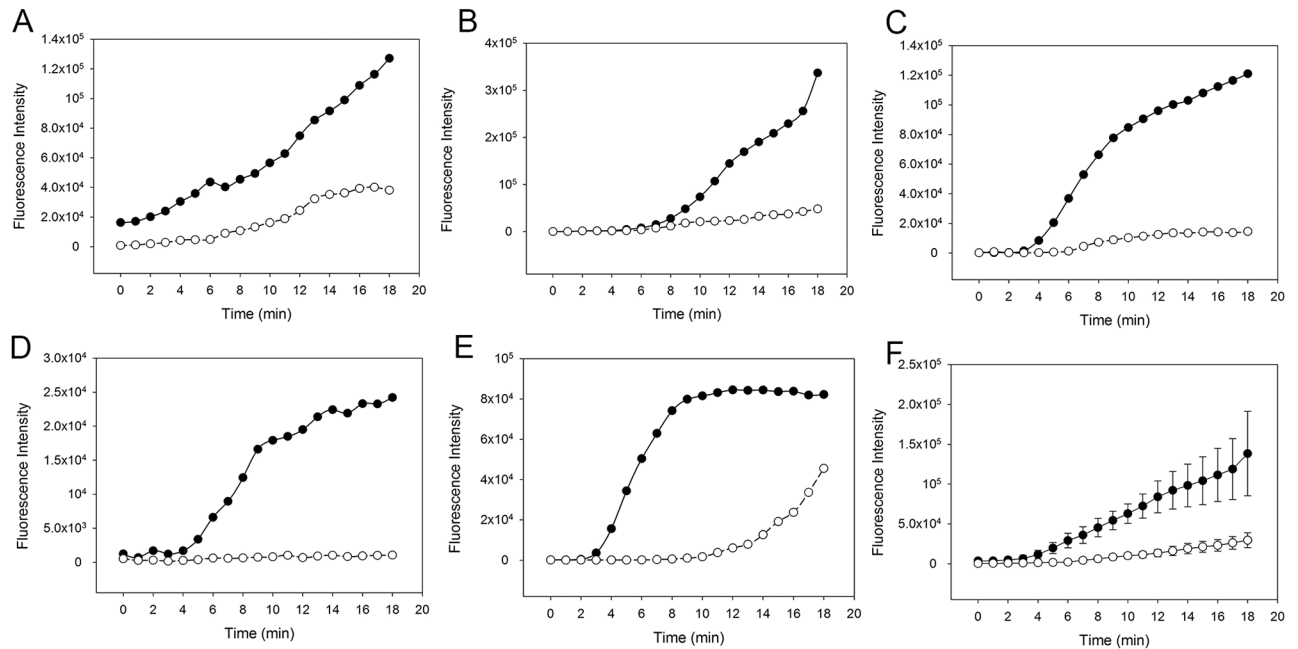 A
Fluorescence Intensity
1.4x10⁵
1.2x10⁵
10⁵
8.0x10⁴
6.0x10⁴
4.0x10⁴
2.0x10⁴
0
0 2 4 6 8 10 12 14 16 18 20
Time (min)
B
Fluorescence Intensity
4x10⁵
3x10⁵
2x10⁵
10⁵
0
0 2 4 6 8 10 12 14 16 18 20
Time (min)
C
Fluorescence Intensity
1.4x10⁵
1.2x10⁵
10⁵
8.0x10⁴
6.0x10⁴
4.0x10⁴
2.0x10⁴
0
0 2 4 6 8 10 12 14 16 18 20
Time (min)
D
Fluorescence Intensity
3.0x10⁴
2.5x10⁴
2.0x10⁴
1.5x10⁴
10⁴
5.0x10³
0
0 2 4 6 8 10 12 14 16 18 20
Time (min)
E
Fluorescence Intensity
10⁵
8x10⁴
6x10⁴
4x10⁴
2x10⁴
0
0 2 4 6 8 10 12 14 16 18 20
Time (min)
F
Fluorescence Intensity
2.5x10⁵
2.0x10⁵
1.5x10⁵
10⁵
5.0x10⁴
0
0 2 4 6 8 10 12 14 16 18 20
Time (min)